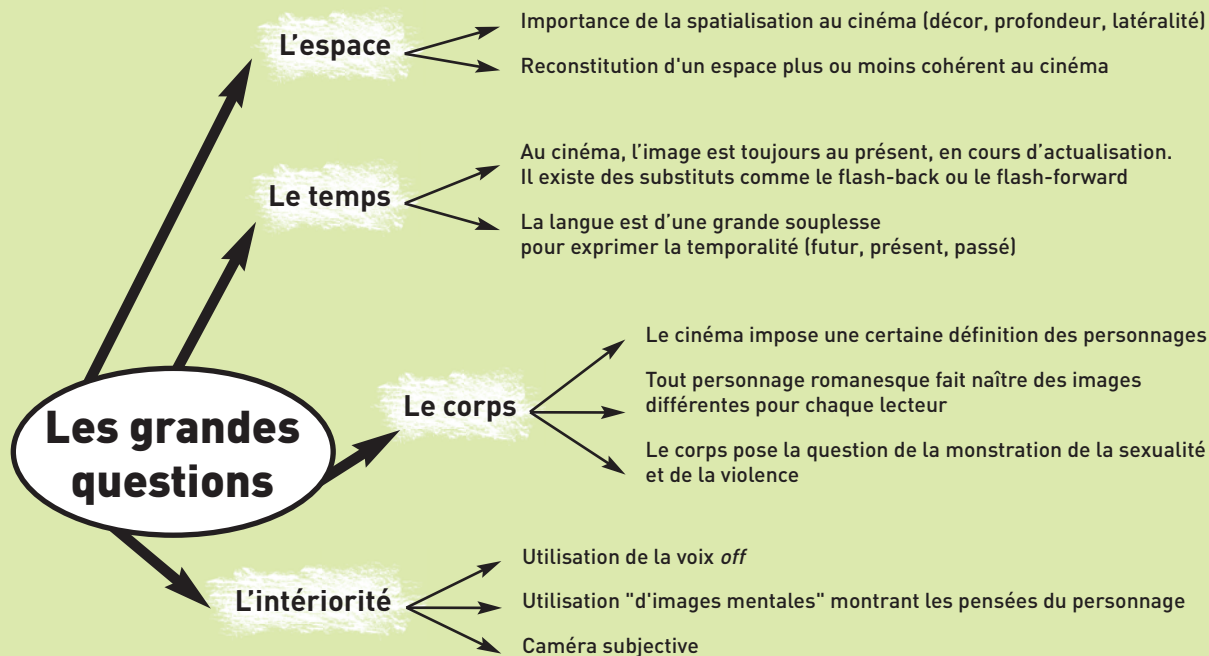 L'espace
Importance de la spatialisation au cinéma (décor, profondeur, latéralité)
Reconstitution d'un espace plus ou moins cohérent au cinéma
Le temps
Au cinéma, l'image est toujours au présent, en cours d'actualisation.
Il existe des substituts comme le flash-back ou le flash-forward
La langue est d'une grande souplesse
pour exprimer la temporalité (futur, présent, passé)
Les grandes
questions
Le corps
Le cinéma impose une certaine définition des personnages
Tout personnage romanesque fait naître des images
différentes pour chaque lecteur
Le corps pose la question de la monstration de la sexualité
et de la violence
L'intériorité
Utilisation de la voix off
Utilisation "d'images mentales" montrant les pensées du personnage
Caméra subjective